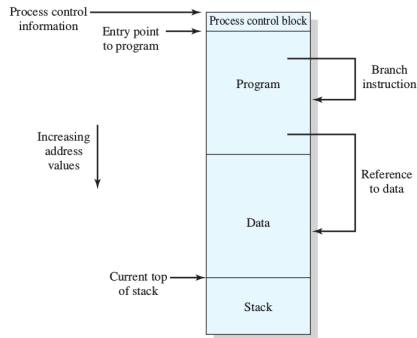 Process control
information
Process control block
Entry point
to program
Branch
instruction
Program
Increasing
address
values
Reference
to data
Data
Current top
of stack
Stack